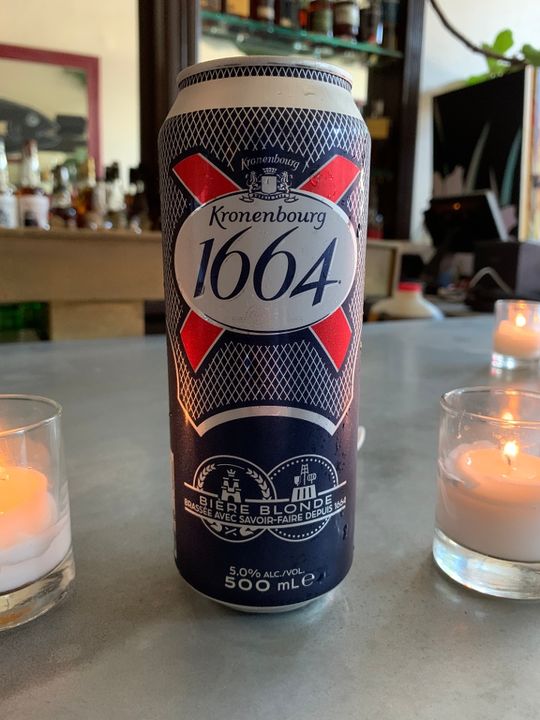 Kronenbourg
Kronenbourg
1664
BIÈRE BLONDE
BRASSÉE AVEC SAVOIR-FAIRE DEPUIS 1664
5.0% ALC./VOL.
500 mL℮